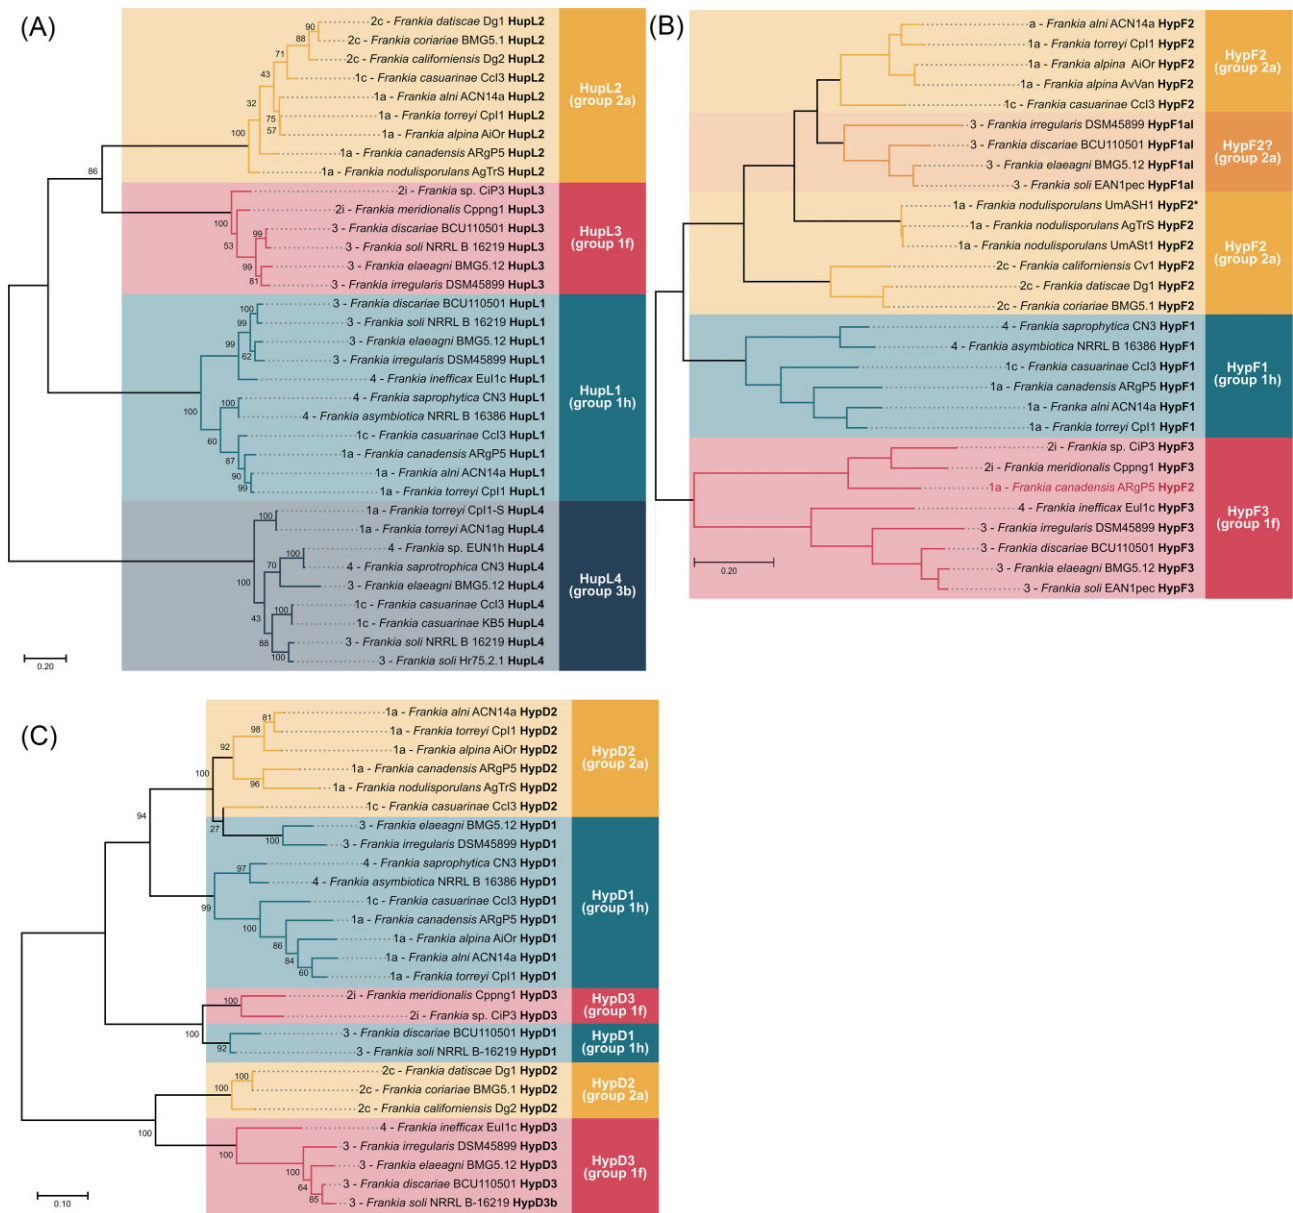 (A)
90
88
71
43
32
75
57
100
86
2c - Frankia datiscae Dg1 HupL2
2c - Frankia coriariae BMG5.1 HupL2
2c - Frankia californiensis Dg2 HupL2
1c - Frankia casuarinae CcI3 HupL2
1a - Frankia alni ACN14a HupL2
1a - Frankia torreyi CpI1 HupL2
1a - Frankia alpina AiOr HupL2
1a - Frankia canadensis ARgP5 HupL2
1a - Frankia nodulisporulans AgTrS HupL2
HupL2
(group 2a)
100
53
99
99
81
2i - Frankia sp. CiP3 HupL3
2i - Frankia meridionalis Cppng1 HupL3
3 - Frankia discariae BCU110501 HupL3
3 - Frankia soli NRRL B 16219 HupL3
3 - Frankia elaeagni BMG5.12 HupL3
3 - Frankia irregularis DSM45899 HupL3
HupL3
(group 1f)
100
99
99
62
100
100
60
87
90
99
3 - Frankia discariae BCU110501 HupL1
3 - Frankia soli NRRL B 16219 HupL1
3 - Frankia elaeagni BMG5.12 HupL1
3 - Frankia irregularis DSM45899 HupL1
4 - Frankia inefficax EuI1c HupL1
4 - Frankia saprophytica CN3 HupL1
4 - Frankia asymbiotica NRRL B 16386 HupL1
1c - Frankia casuarinae CcI3 HupL1
1a - Frankia canadensis ARgP5 HupL1
1a - Frankia alni ACN14a HupL1
1a - Frankia torreyi CpI1 HupL1
HupL1
(group 1h)
100
100
70
100
43
100
88
100
1a - Frankia torreyi CpI1-S HupL4
1a - Frankia torreyi ACN1ag HupL4
4 - Frankia sp. EUN1h HupL4
4 - Frankia saprotrophica CN3 HupL4
3 - Frankia elaeagni BMG5.12 HupL4
1c - Frankia casuarinae CcI3 HupL4
1c - Frankia casuarinae KB5 HupL4
3 - Frankia soli NRRL B 16219 HupL4
3 - Frankia soli Hr75.2.1 HupL4
HupL4
(group 3b)
0.20
(B)
a - Frankia alni ACN14a HypF2
1a - Frankia torreyi CpI1 HypF2
1a - Frankia alpina AiOr HypF2
1a - Frankia alpina AvVan HypF2
1c - Frankia casuarinae CcI3 HypF2
HypF2
(group 2a)
3 - Frankia irregularis DSM45899 HypF1al
3 - Frankia discariae BCU110501 HypF1al
3 - Frankia elaeagni BMG5.12 HypF1al
3 - Frankia soli EAN1pec HypF1al
HypF2?
(group 2a)
1a - Frankia nodulisporulans UmASH1 HypF2*
1a - Frankia nodulisporulans AgTrS HypF2
1a - Frankia nodulisporulans UmASt1 HypF2
2c - Frankia californiensis Cv1 HypF2
2c - Frankia datiscae Dg1 HypF2
2c - Frankia coriariae BMG5.1 HypF2
HypF2
(group 2a)
4 - Frankia saprophytica CN3 HypF1
4 - Frankia asymbiotica NRRL B 16386 HypF1
1c - Frankia casuarinae CcI3 HypF1
1a - Frankia canadensis ARgP5 HypF1
1a - Frankia alni ACN14a HypF1
1a - Frankia torreyi CpI1 HypF1
HypF1
(group 1h)
2i - Frankia sp. CiP3 HypF3
2i - Frankia meridionalis Cppng1 HypF3
1a - Frankia canadensis ARgP5 HypF2
4 - Frankia inefficax EuI1c HypF3
3 - Frankia irregularis DSM45899 HypF3
3 - Frankia discariae BCU110501 HypF3
3 - Frankia elaeagni BMG5.12 HypF3
3 - Frankia soli EAN1pec HypF3
HypF3
(group 1f)
0.20
(C)
94
100
92
98
81
96
27
100
1a - Frankia alni ACN14a HypD2
1a - Frankia torreyi CpI1 HypD2
1a - Frankia alpina AiOr HypD2
1a - Frankia canadensis ARgP5 HypD2
1a - Frankia nodulisporulans AgTrS HypD2
1c - Frankia casuarinae CcI3 HypD2
HypD2
(group 2a)
97
99
100
86
84
60
3 - Frankia elaeagni BMG5.12 HypD1
3 - Frankia irregularis DSM45899 HypD1
4 - Frankia saprophytica CN3 HypD1
4 - Frankia asymbiotica NRRL B 16386 HypD1
1c - Frankia casuarinae CcI3 HypD1
1a - Frankia canadensis ARgP5 HypD1
1a - Frankia alpina AiOr HypD1
1a - Frankia alni ACN14a HypD1
1a - Frankia torreyi CpI1 HypD1
HypD1
(group 1h)
100
100
2i - Frankia meridionalis Cppng1 HypD3
2i - Frankia sp. CiP3 HypD3
HypD3
(group 1f)
92
3 - Frankia discariae BCU110501 HypD1
3 - Frankia soli NRRL B-16219 HypD1
HypD1
(group 1h)
100
100
2c - Frankia datiscae Dg1 HypD2
2c - Frankia coriariae BMG5.1 HypD2
2c - Frankia californiensis Dg2 HypD2
HypD2
(group 2a)
100
100
100
64
85
4 - Frankia inefficax EuI1c HypD3
3 - Frankia irregularis DSM45899 HypD3
3 - Frankia elaeagni BMG5.12 HypD3
3 - Frankia discariae BCU110501 HypD3
3 - Frankia soli NRRL B-16219 HypD3b
HypD3
(group 1f)
0.10